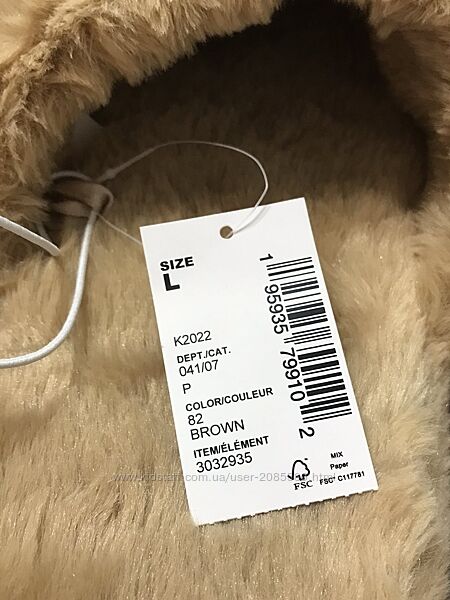 SIZE
L
K2022
DEPT./CAT.
041/07
P
COLOR/COULEUR
82
BROWN
ITEM/ÉLÉMENT
3032935
1 95935 79910 2
FSC
MIX
Paper
FSC® C117781